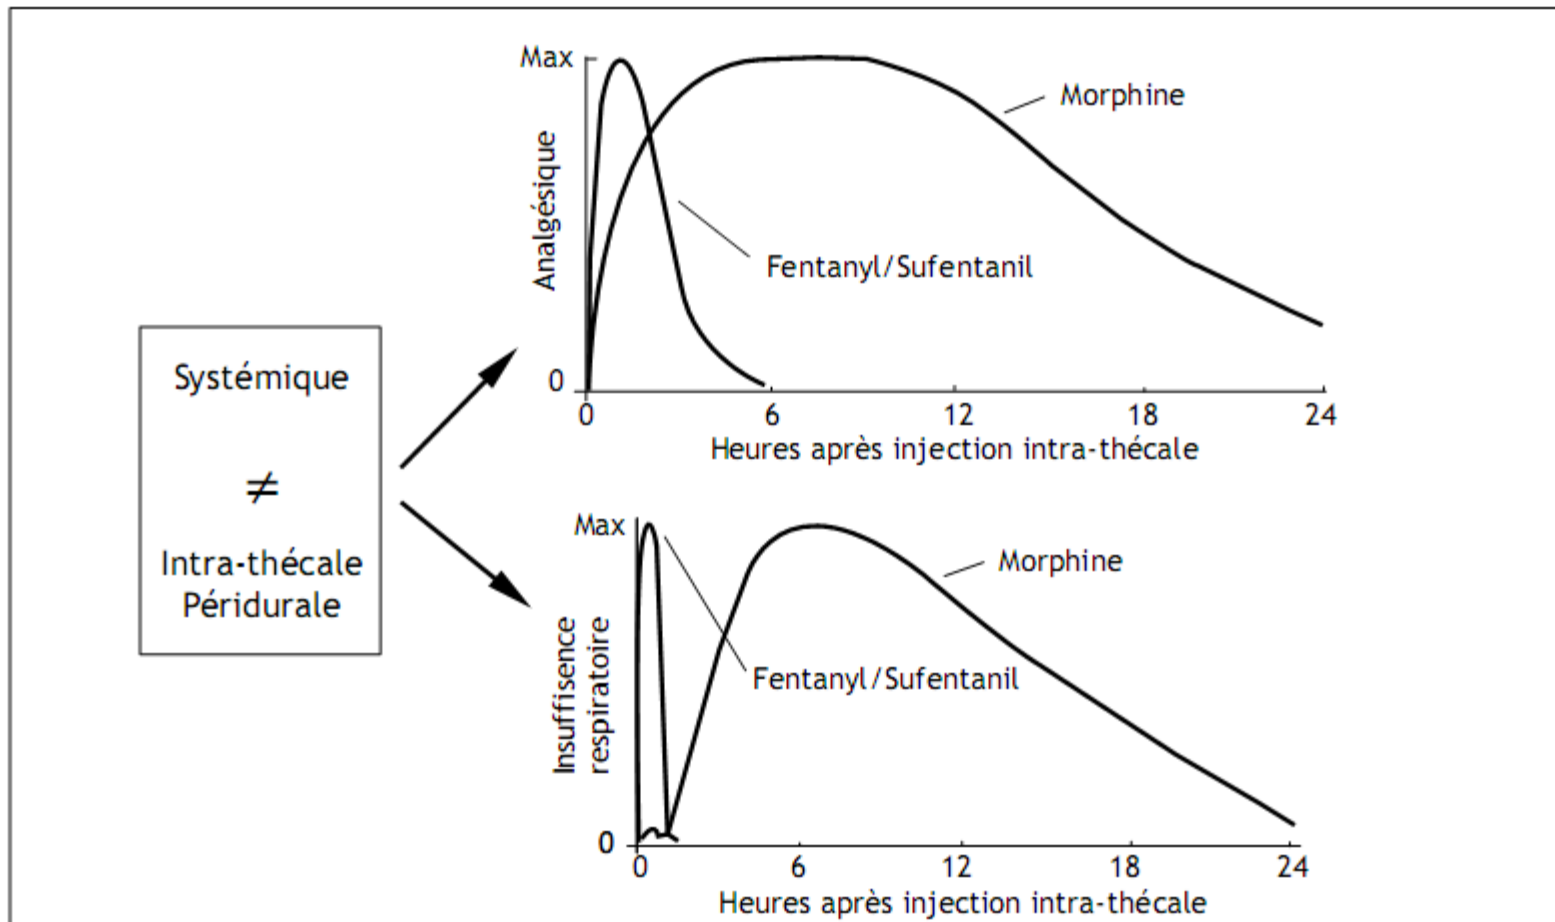 Systémique
≠
Intra-thécale
Péridurale
Analgésique
Max
0
Morphine
Fentanyl/Sufentanil
0 6 12 18 24
Heures après injection intra-thécale
Insuffisence
respiratoire
Max
0
Morphine
Fentanyl/Sufentanil
0 6 12 18 24
Heures après injection intra-thécale